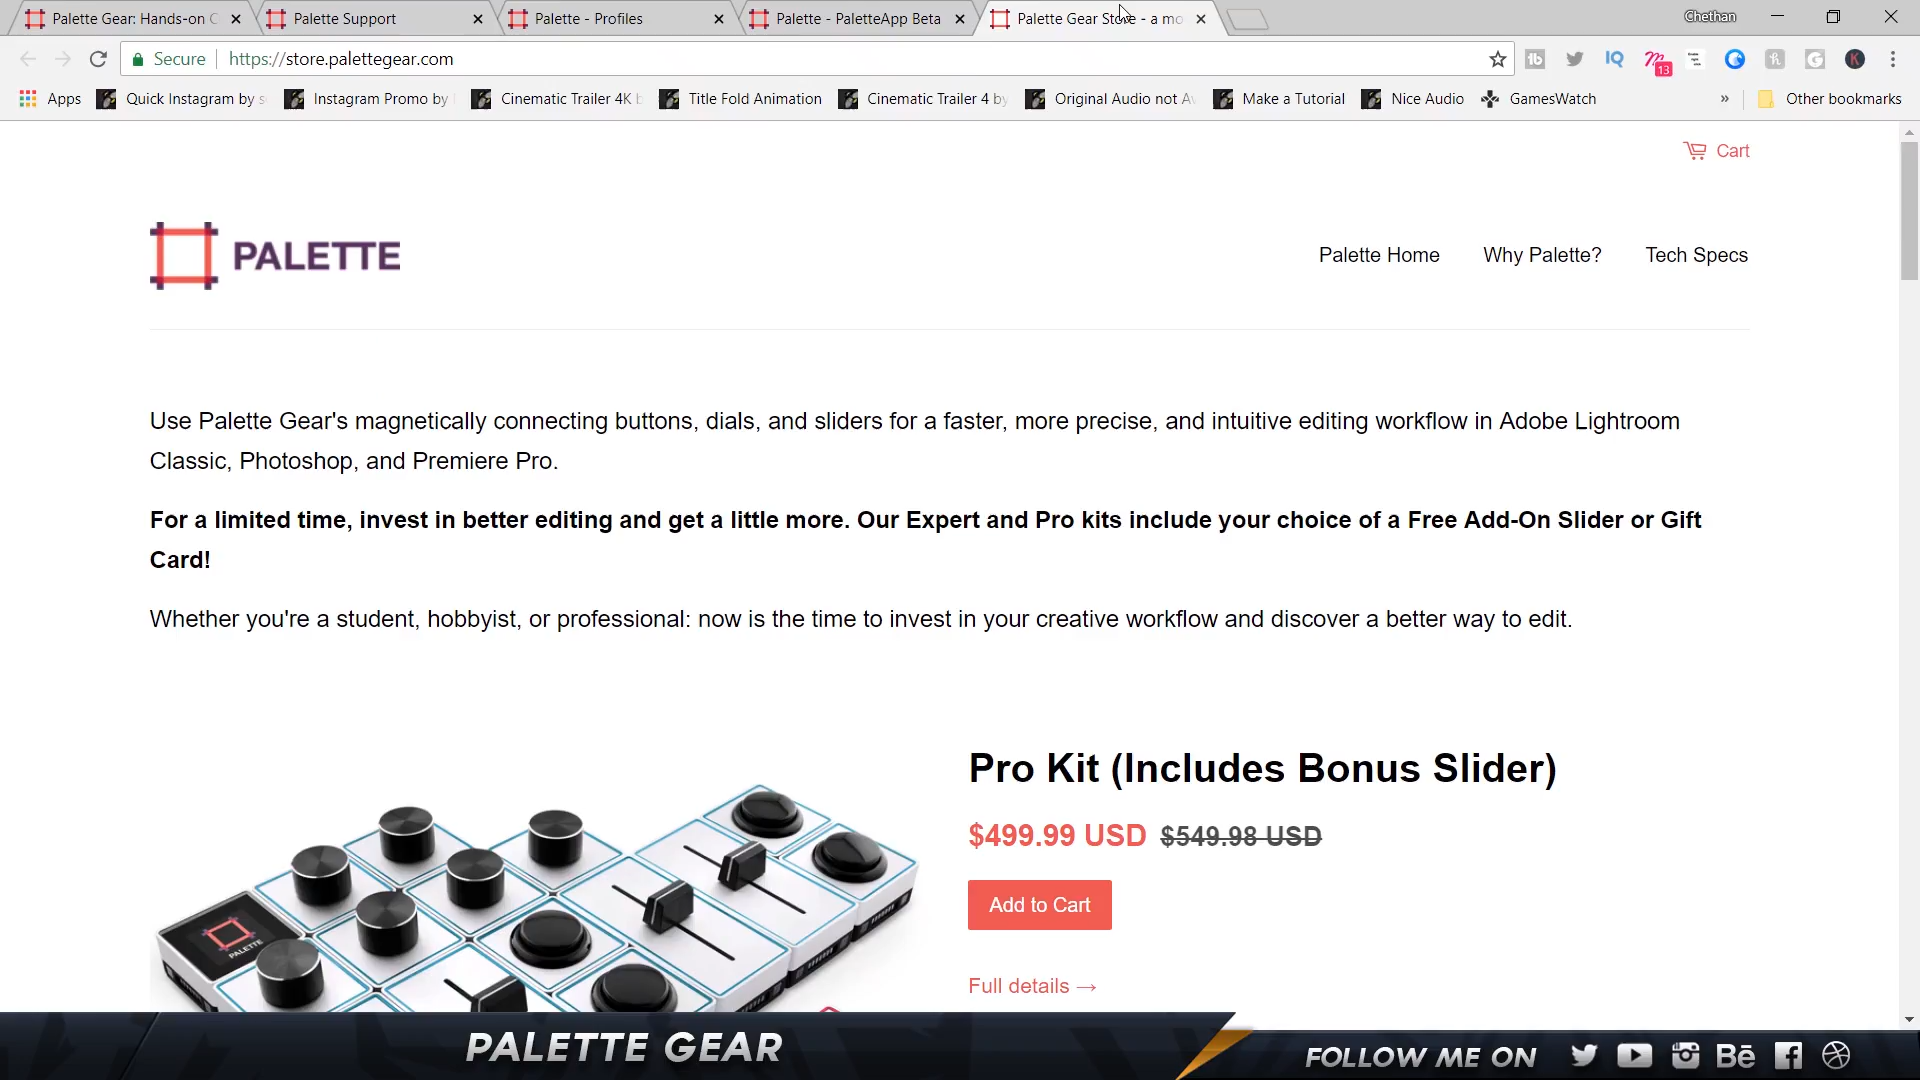 Palette Gear: Hands-on C
Palette Support
Palette - Profiles
Palette - PaletteApp Beta
Palette Gear Store - a mo
Chethan
Secure
https://store.palettegear.com
13
Apps
Quick Instagram by s
Instagram Promo by
Cinematic Trailer 4K b
Title Fold Animation
Cinematic Trailer 4 by
Original Audio not Av
Make a Tutorial
Nice Audio
GamesWatch
»
Other bookmarks
Cart
PALETTE
Palette Home
Why Palette?
Tech Specs
Use Palette Gear's magnetically connecting buttons, dials, and sliders for a faster, more precise, and intuitive editing workflow in Adobe Lightroom
Classic, Photoshop, and Premiere Pro.
For a limited time, invest in better editing and get a little more. Our Expert and Pro kits include your choice of a Free Add-On Slider or Gift
Card!
Whether you're a student, hobbyist, or professional: now is the time to invest in your creative workflow and discover a better way to edit.
Pro Kit (Includes Bonus Slider)
$499.99 USD $549.98 USD
Add to Cart
Full details →
PALETTE
PALETTE GEAR
FOLLOW ME ON
Bē